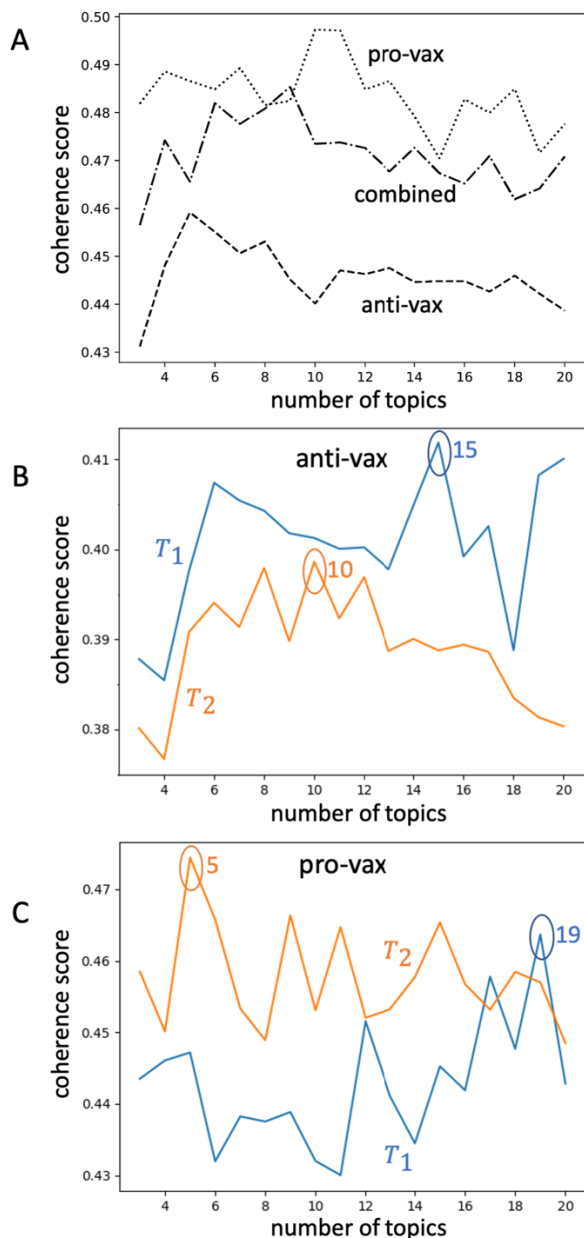 A
0.50
0.49
0.48
0.47
0.46
0.45
0.44
0.43
coherence score
pro-vax
combined
anti-vax
4 6 8 10 12 14 16 18 20
number of topics
B
anti-vax
0.41
0.40
0.39
0.38
coherence score
15
10
T1
T2
4 6 8 10 12 14 16 18 20
number of topics
C
pro-vax
0.47
0.46
0.45
0.44
0.43
coherence score
5
19
T2
T1
4 6 8 10 12 14 16 18 20
number of topics